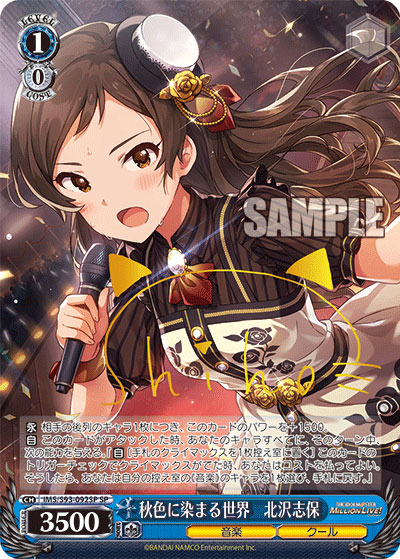 LEVEL
1
0
COST
SAMPLE
Shiho
永 相手の後列のキャラ1枚につき、このカードのパワーを+1500。
自 このカードがアタックした時、あなたのキャラすべてに、そのターン中、
次の能力を与える。『自 ［手札のクライマックスを1枚控え室に置く］ このカードの
トリガーチェックでクライマックスがでた時、あなたはコストを払ってよい。
そうしたら、あなたは自分の控え室の《音楽》のキャラを1枚選び、手札に戻す。』
CH IMS/S93-092SP SP
秋色に染まる世界 北沢志保
THE IDOLM@STER
MILLION LIVE!
POWER
3500
音楽
クール
©BANDAI NAMCO Entertainment Inc.